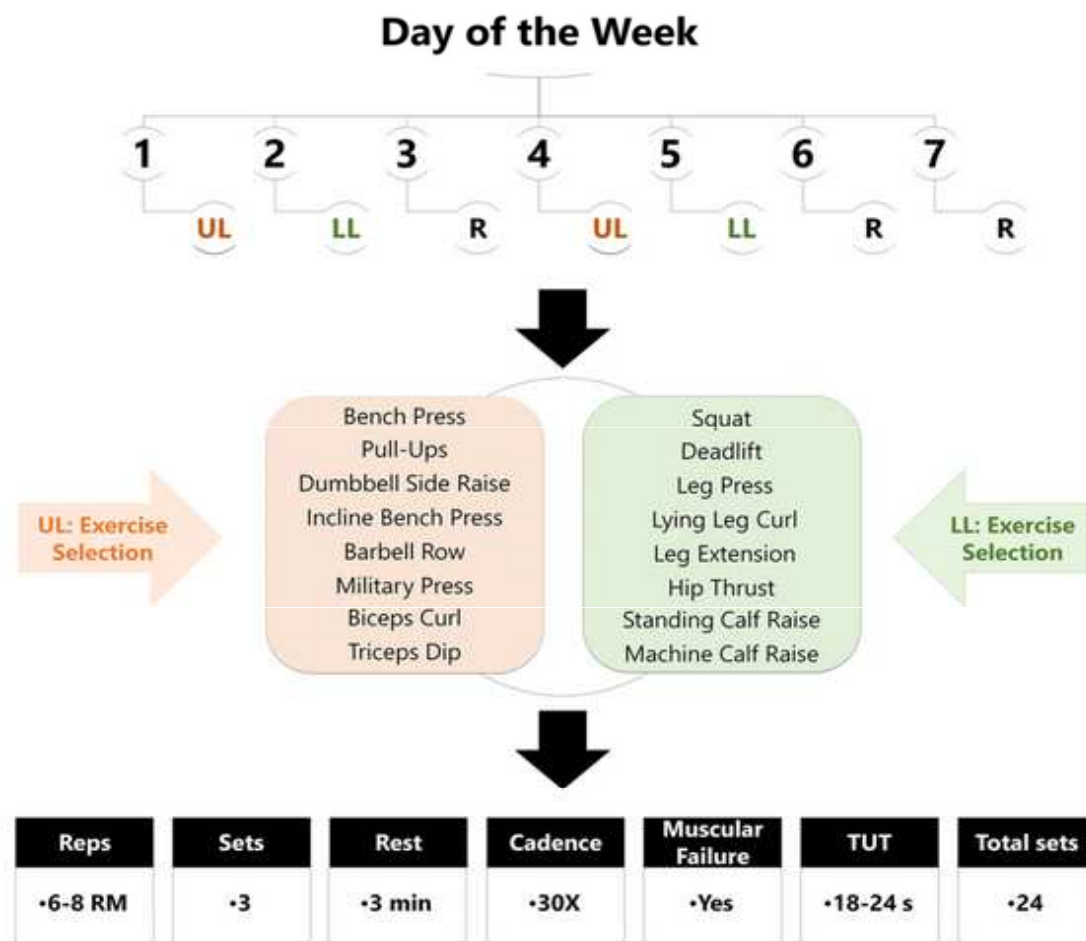 Day of the Week
1 2 3 4 5 6 7
UL LL R UL LL R R
Bench Press
Pull-Ups
Dumbbell Side Raise
Incline Bench Press
Barbell Row
Military Press
Biceps Curl
Triceps Dip
Squat
Deadlift
Leg Press
Lying Leg Curl
Leg Extension
Hip Thrust
Standing Calf Raise
Machine Calf Raise
UL: Exercise
Selection
LL: Exercise
Selection
Reps
•6-8 RM
Sets
•3
Rest
•3 min
Cadence
•30X
Muscular
Failure
•Yes
TUT
•18-24 s
Total sets
•24